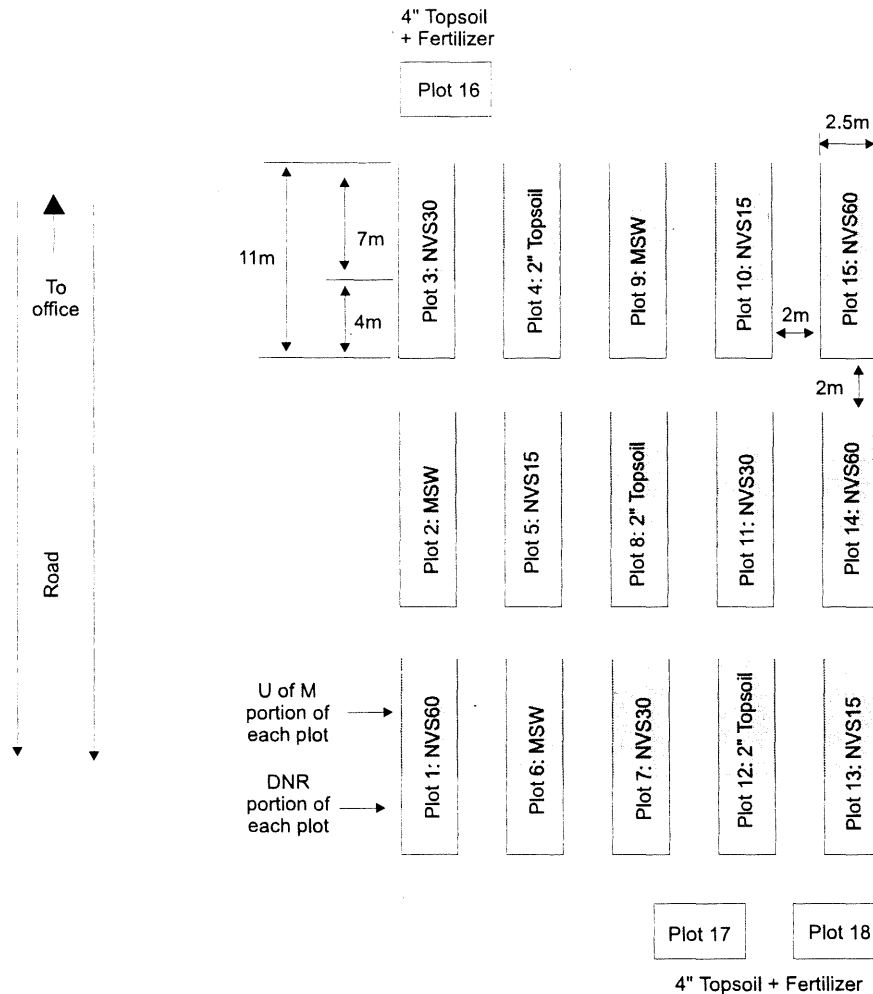 4" Topsoil
+ Fertilizer
Plot 16
2.5m
11m
7m
4m
Plot 3: NVS30
Plot 4: 2" Topsoil
Plot 9: MSW
Plot 10: NVS15
Plot 15: NVS60
2m
2m
To
office
Road
Plot 2: MSW
Plot 5: NVS15
Plot 8: 2" Topsoil
Plot 11: NVS30
Plot 14: NVS60
U of M
portion of
each plot
DNR
portion of
each plot
Plot 1: NVS60
Plot 6: MSW
Plot 7: NVS30
Plot 12: 2" Topsoil
Plot 13: NVS15
Plot 17
Plot 18
4" Topsoil + Fertilizer